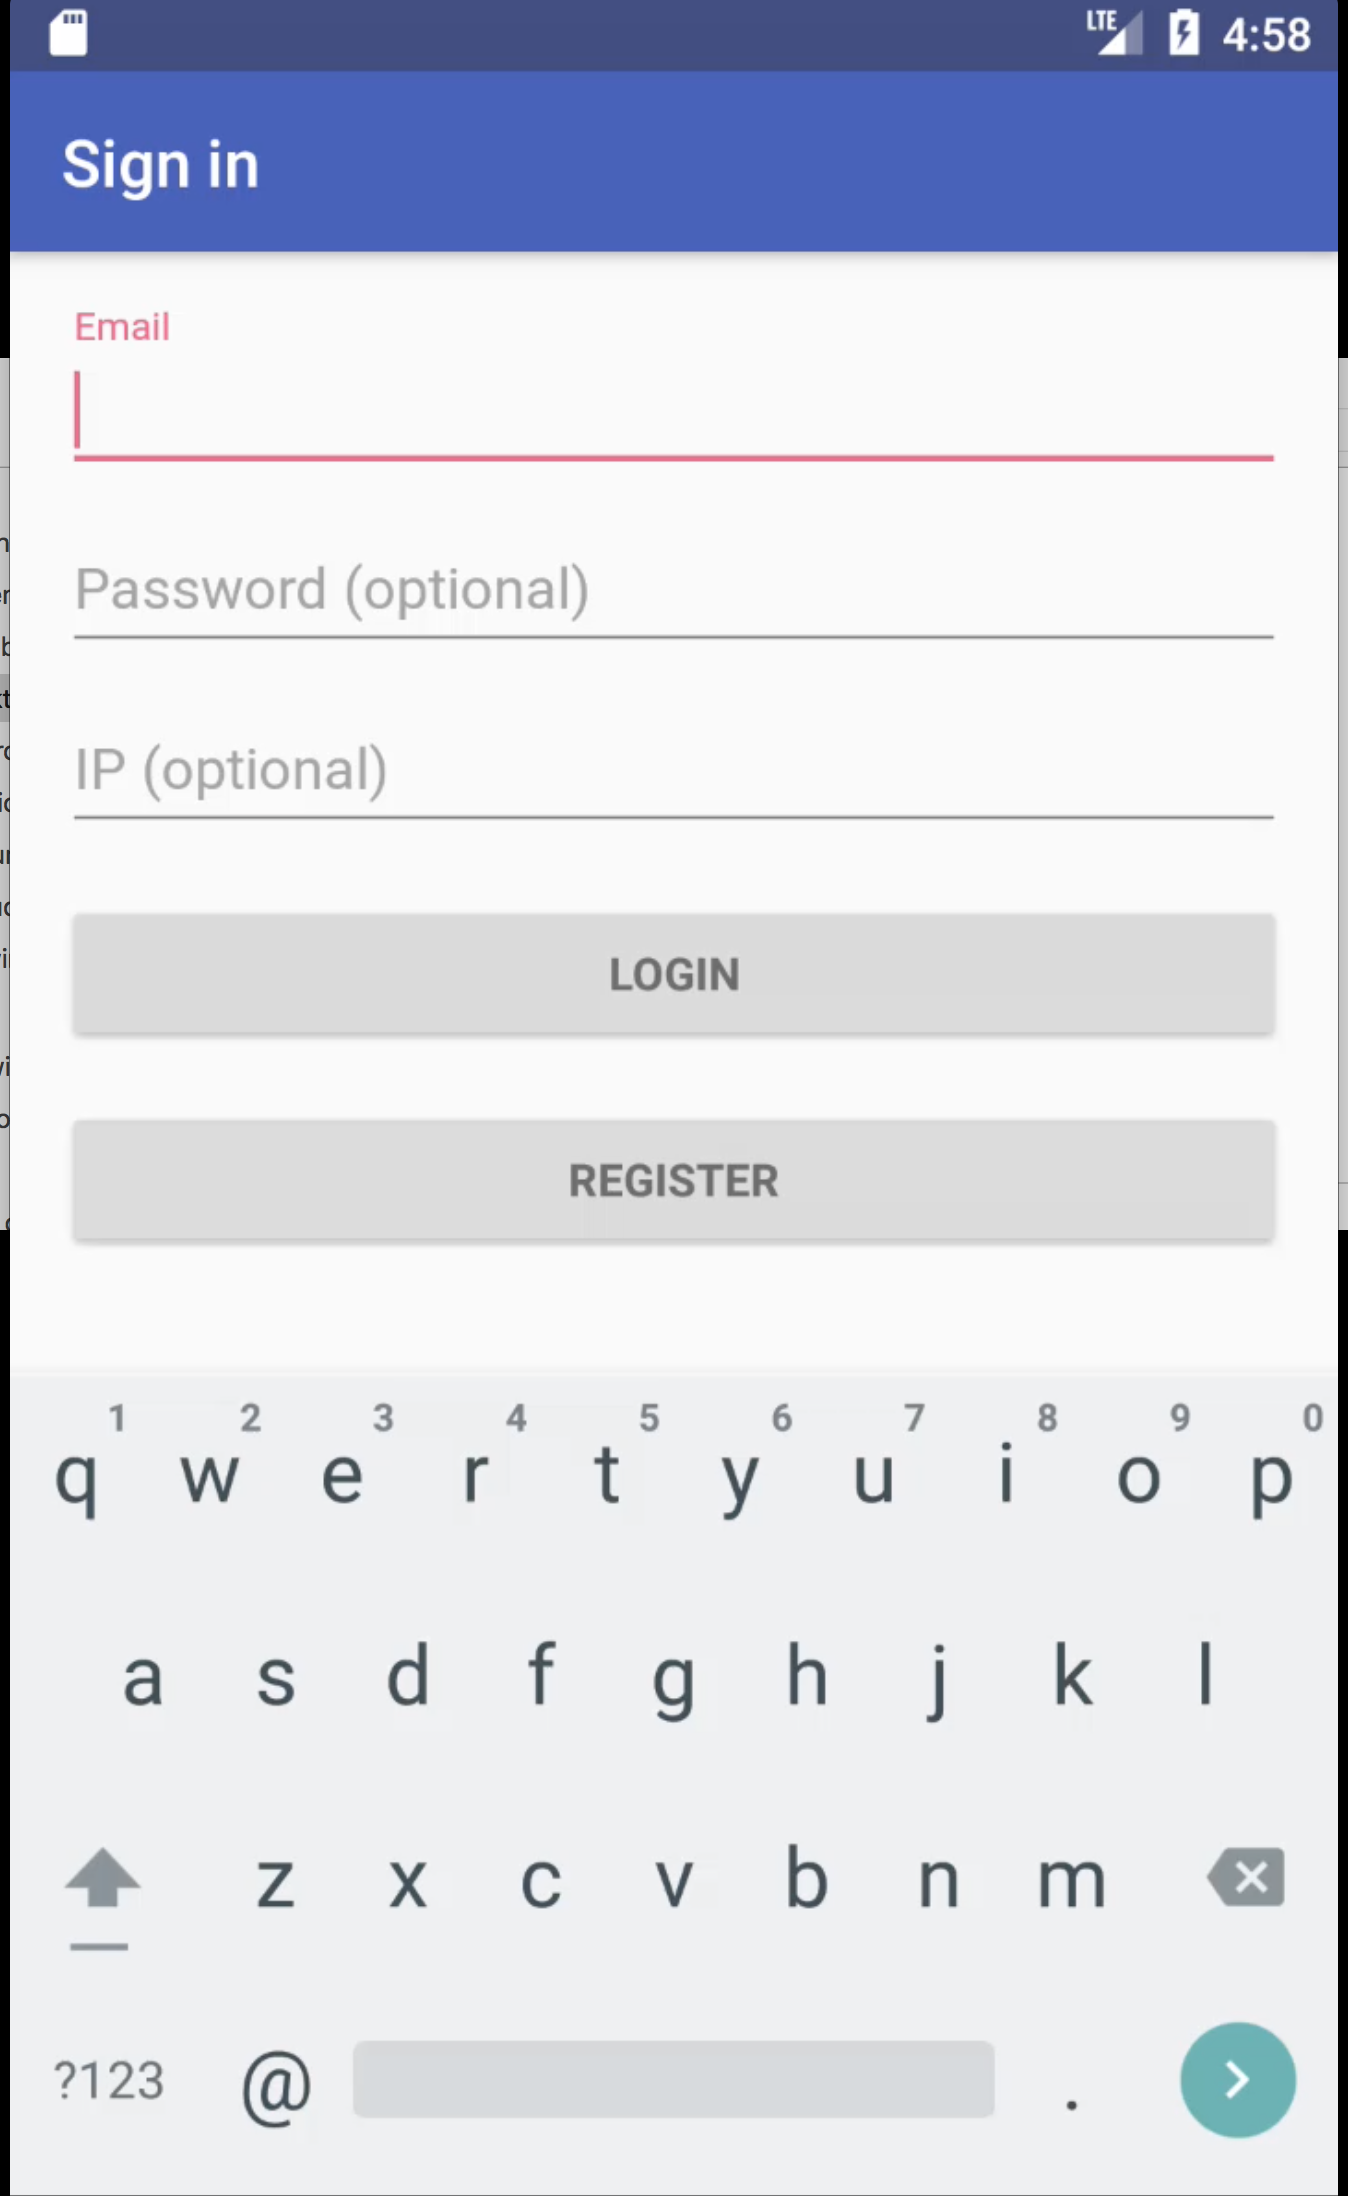 LTE 4:58
Sign in
Email
Password (optional)
IP (optional)
LOGIN
REGISTER
1 2 3 4 5 6 7 8 9 0
q w e r t y u i o p
a s d f g h j k l
z x c v b n m
?123 @ .